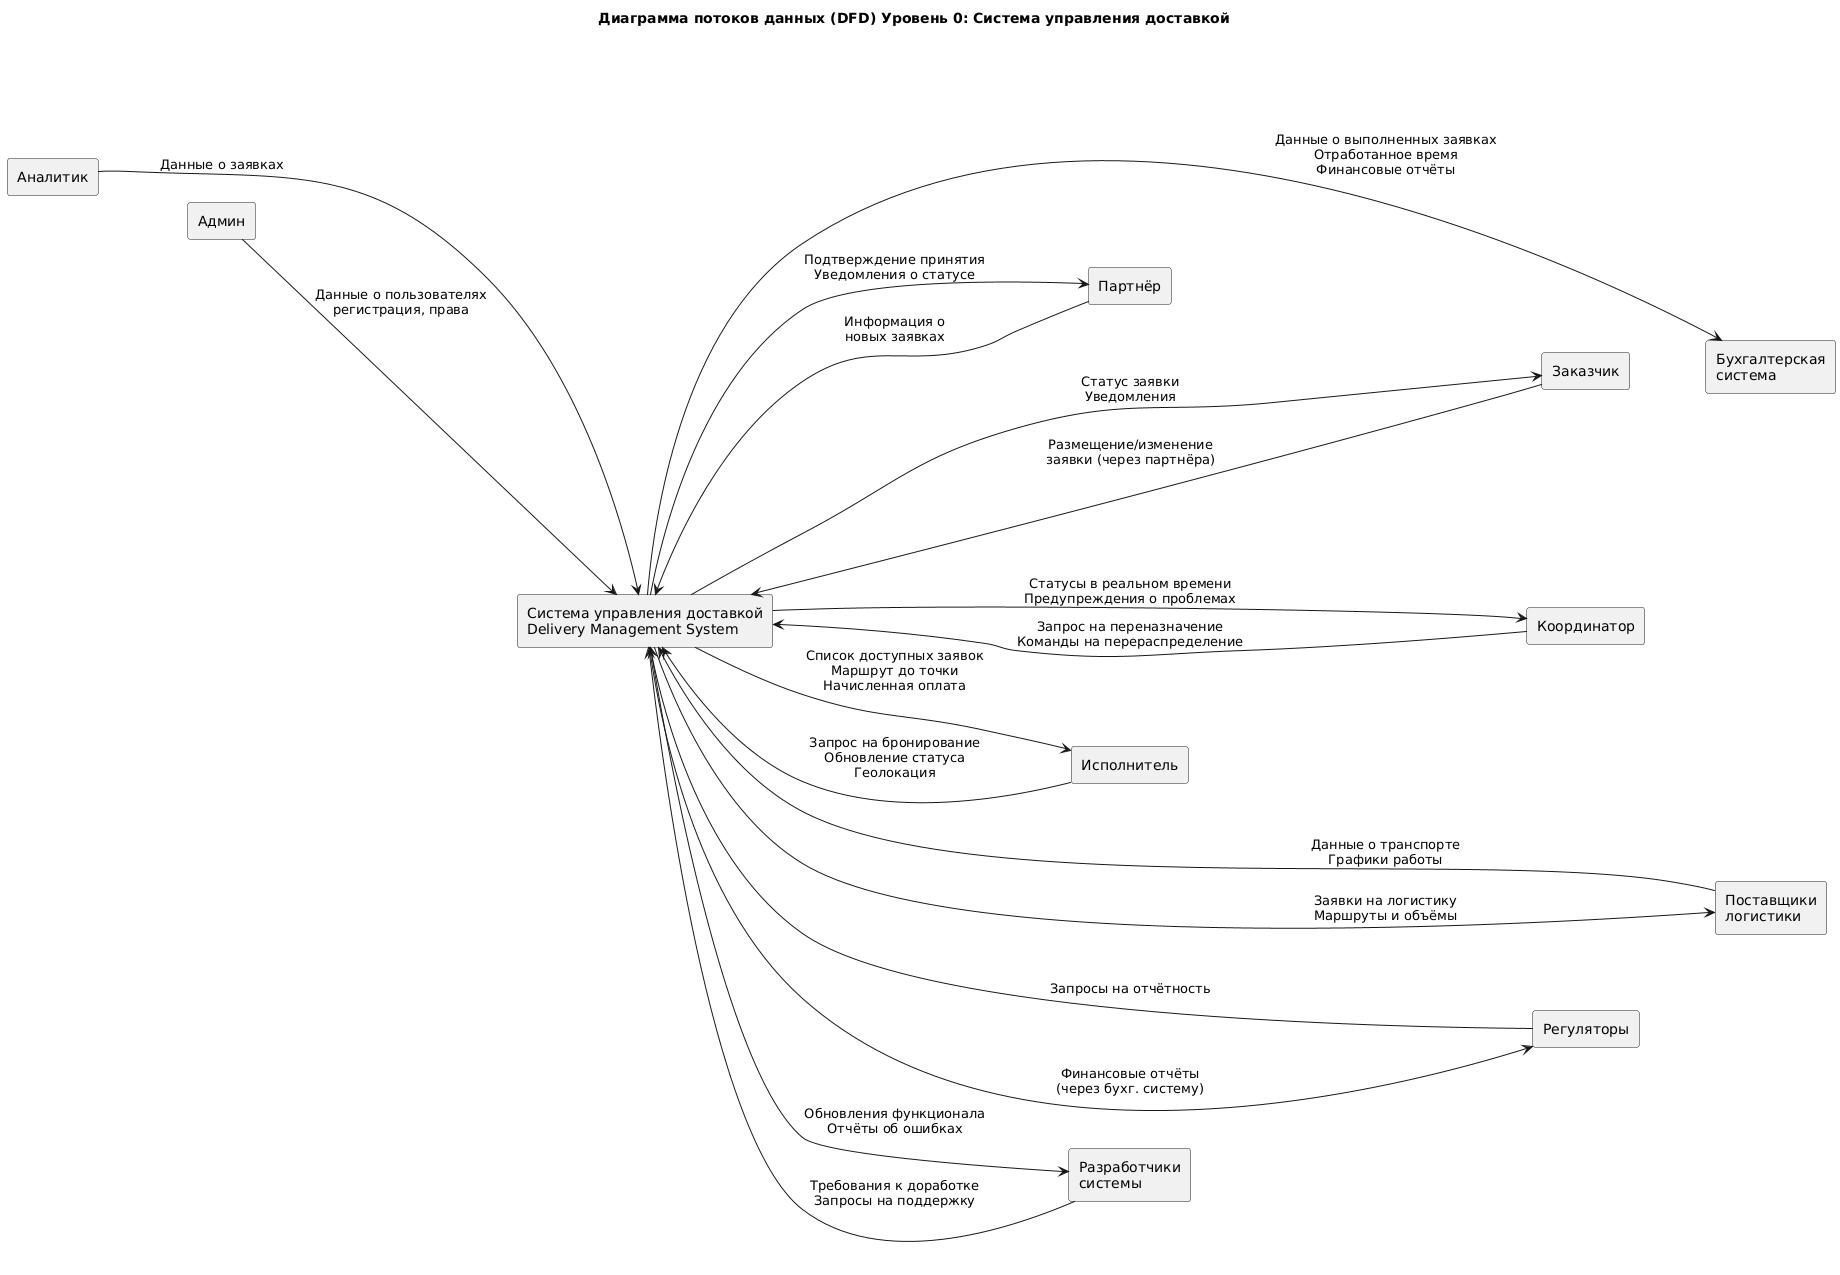 Диаграмма потоков данных (DFD) Уровень 0: Система управления доставкой
Данные о выполненных заявках
Отработанное время
Финансовые отчёты
Аналитик
Данные о заявках
Админ
Данные о пользователях
регистрация, права
Подтверждение принятия
Уведомления о статусе
Партнёр
Информация о
новых заявках
Бухгалтерская
система
Заказчик
Статус заявки
Уведомления
Размещение/изменение
заявки (через партнёра)
Система управления доставкой
Delivery Management System
Статусы в реальном времени
Предупреждения о проблемах
Координатор
Запрос на переназначение
Команды на перераспределение
Список доступных заявок
Маршрут до точки
Начисленная оплата
Запрос на бронирование
Обновление статуса
Геолокация
Исполнитель
Данные о транспорте
Графики работы
Поставщики
логистики
Заявки на логистику
Маршруты и объёмы
Запросы на отчётность
Регуляторы
Финансовые отчёты
(через бухг. систему)
Обновления функционала
Отчёты об ошибках
Разработчики
системы
Требования к доработке
Запросы на поддержку